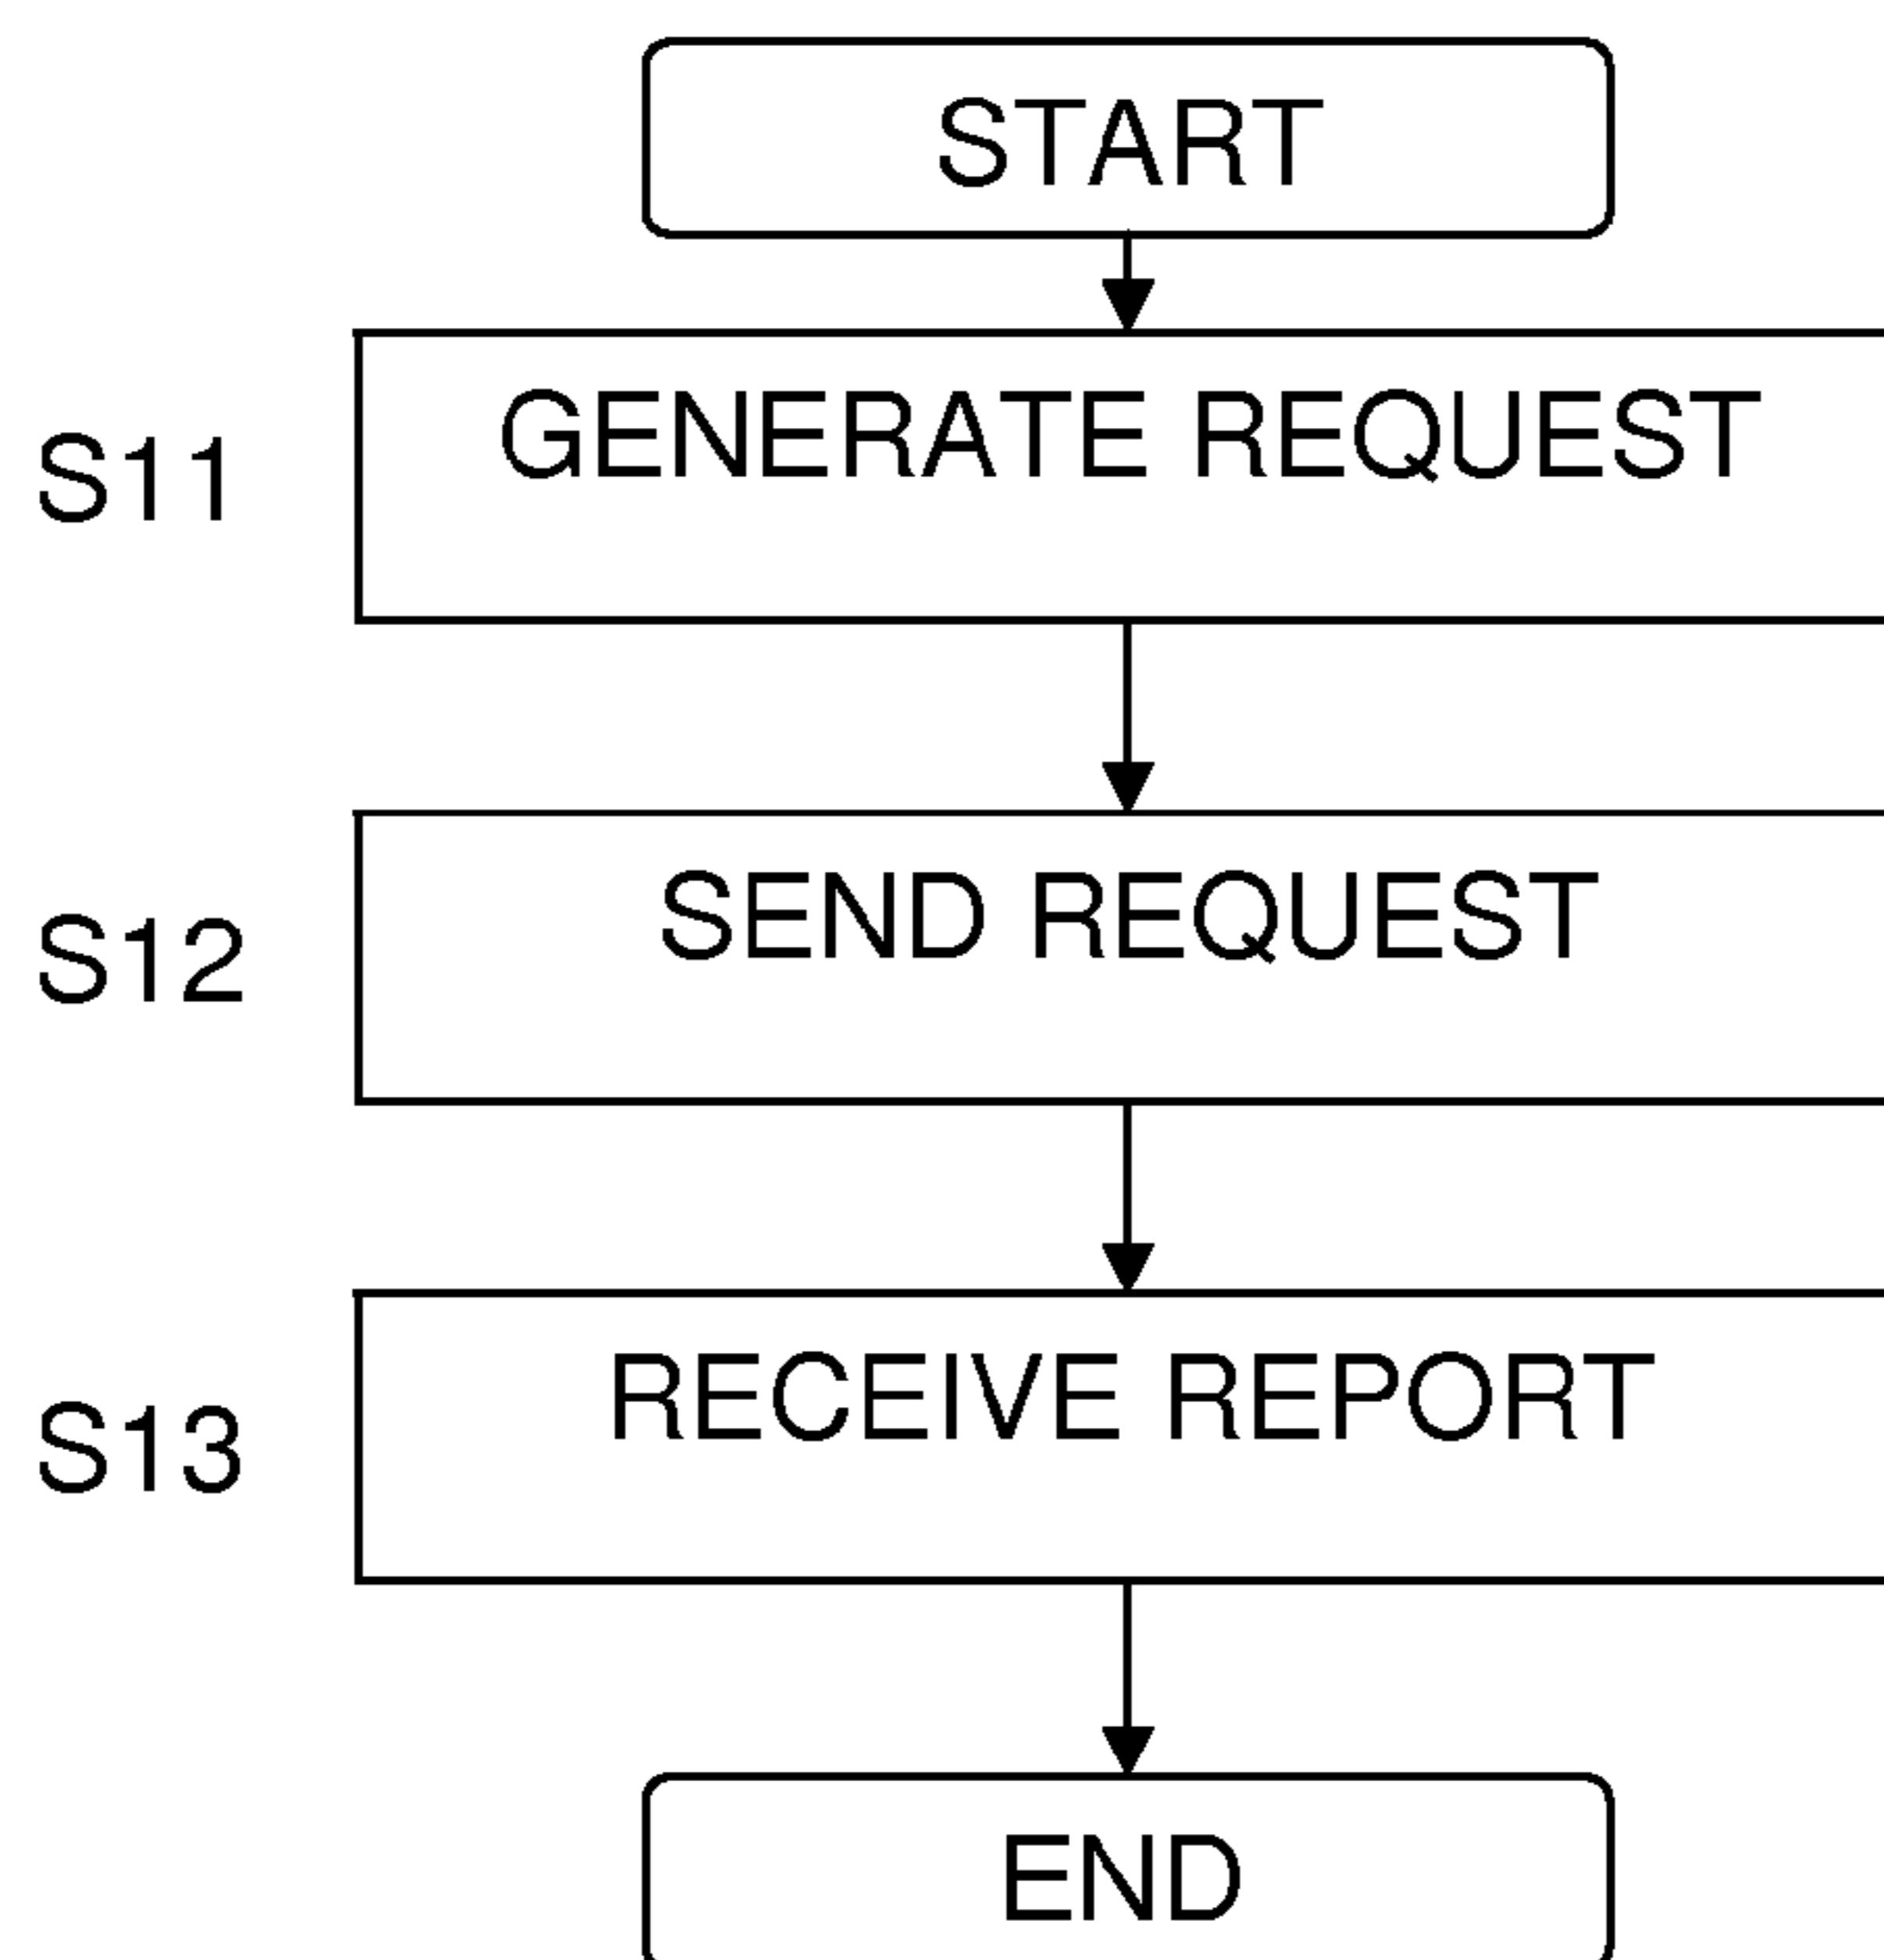 START
S11 GENERATE REQUEST
S12 SEND REQUEST
S13 RECEIVE REPORT
END